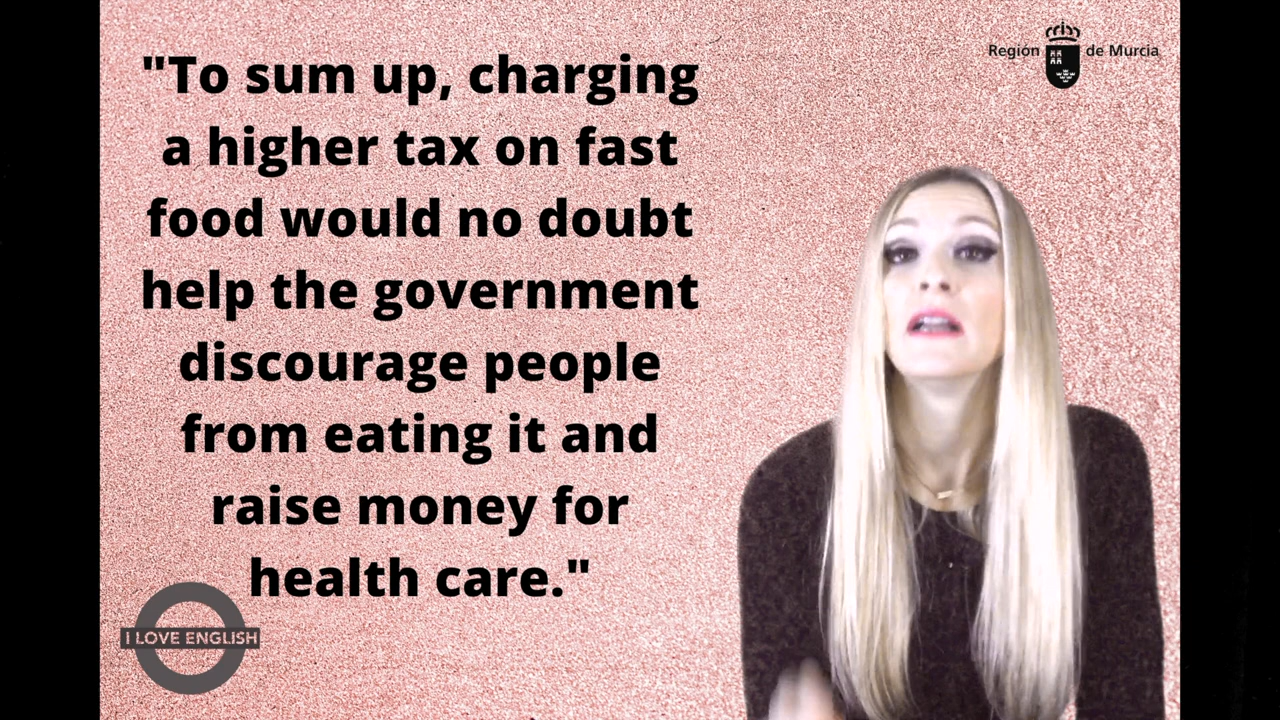 "To sum up, charging
a higher tax on fast
food would no doubt
help the government
discourage people
from eating it and
raise money for
health care."
Región de Murcia
I LOVE ENGLISH